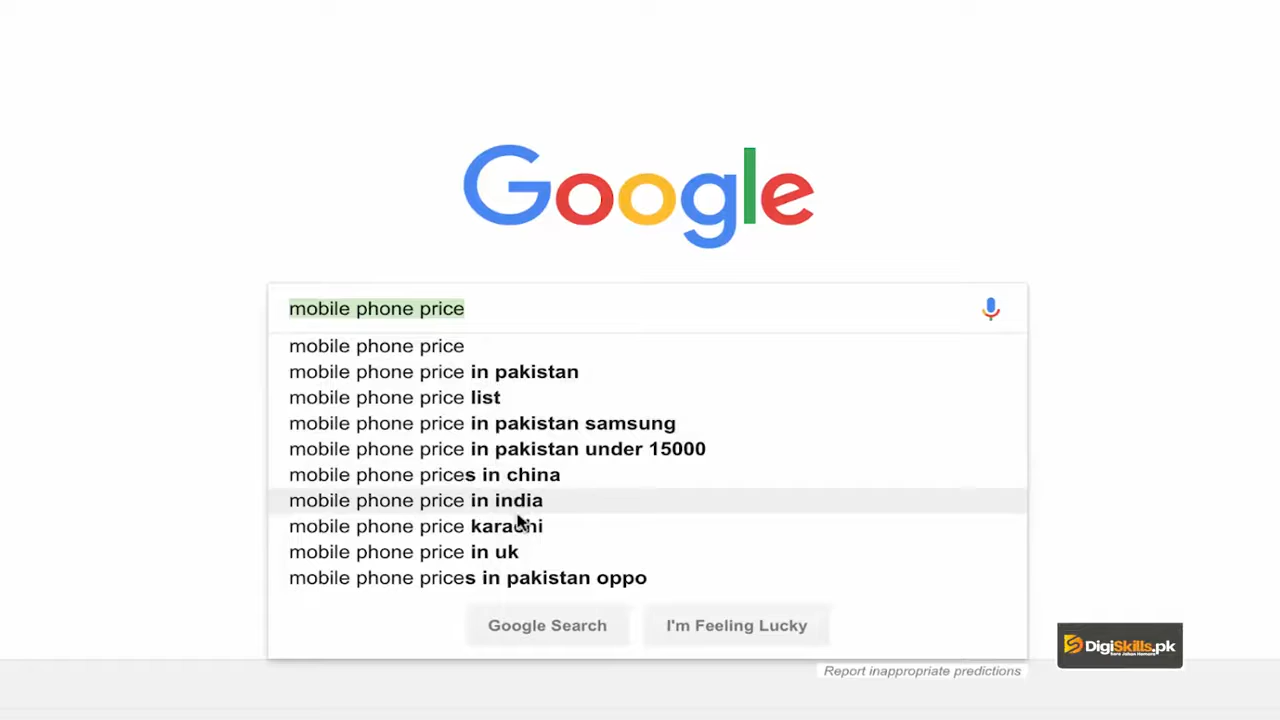 Google
mobile phone price
mobile phone price
mobile phone price in pakistan
mobile phone price list
mobile phone price in pakistan samsung
mobile phone price in pakistan under 15000
mobile phone prices in china
mobile phone price in india
mobile phone price karachi
mobile phone price in uk
mobile phone prices in pakistan oppo
Google Search I'm Feeling Lucky
DigiSkills.pk
Report inappropriate predictions